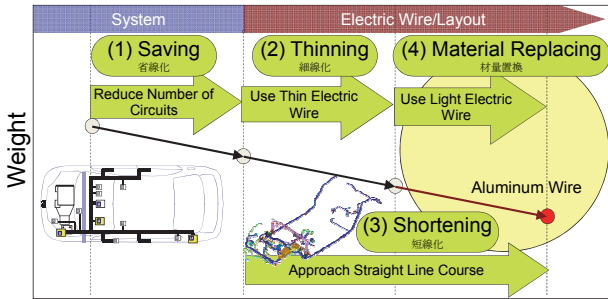 System
Electric Wire/Layout
(1) Saving
省線化
(2) Thinning
細線化
(4) Material Replacing
材量置換
Reduce Number of
Circuits
Use Thin Electric
Wire
Use Light Electric
Wire
Weight
Aluminum Wire
(3) Shortening
短線化
Approach Straight Line Course